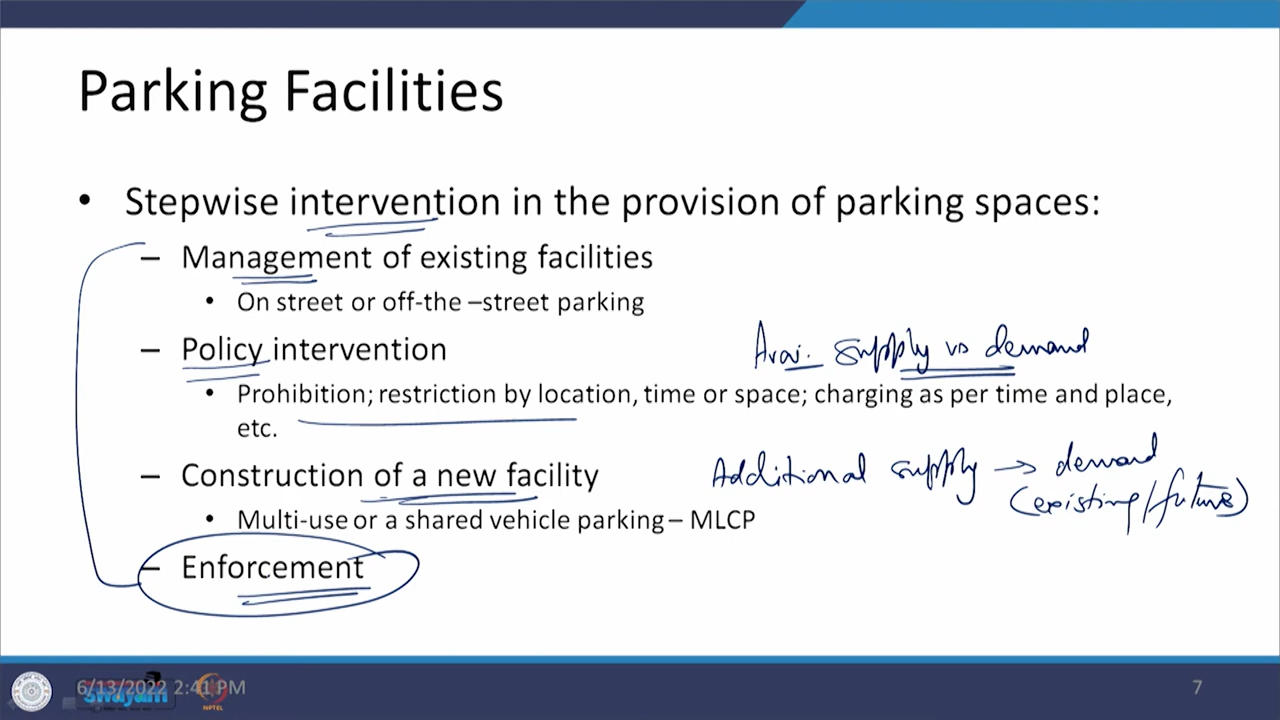 Parking Facilities
• Stepwise intervention in the provision of parking spaces:
– Management of existing facilities
• On street or off-the –street parking
– Policy intervention
Avai. supply vs demand
• Prohibition; restriction by location, time or space; charging as per time and place,
etc.
– Construction of a new facility
Additional supply → demand
(existing/future)
• Multi-use or a shared vehicle parking – MLCP
– Enforcement
6/13/2022 2:41 PM
swayam
NPTEL
7